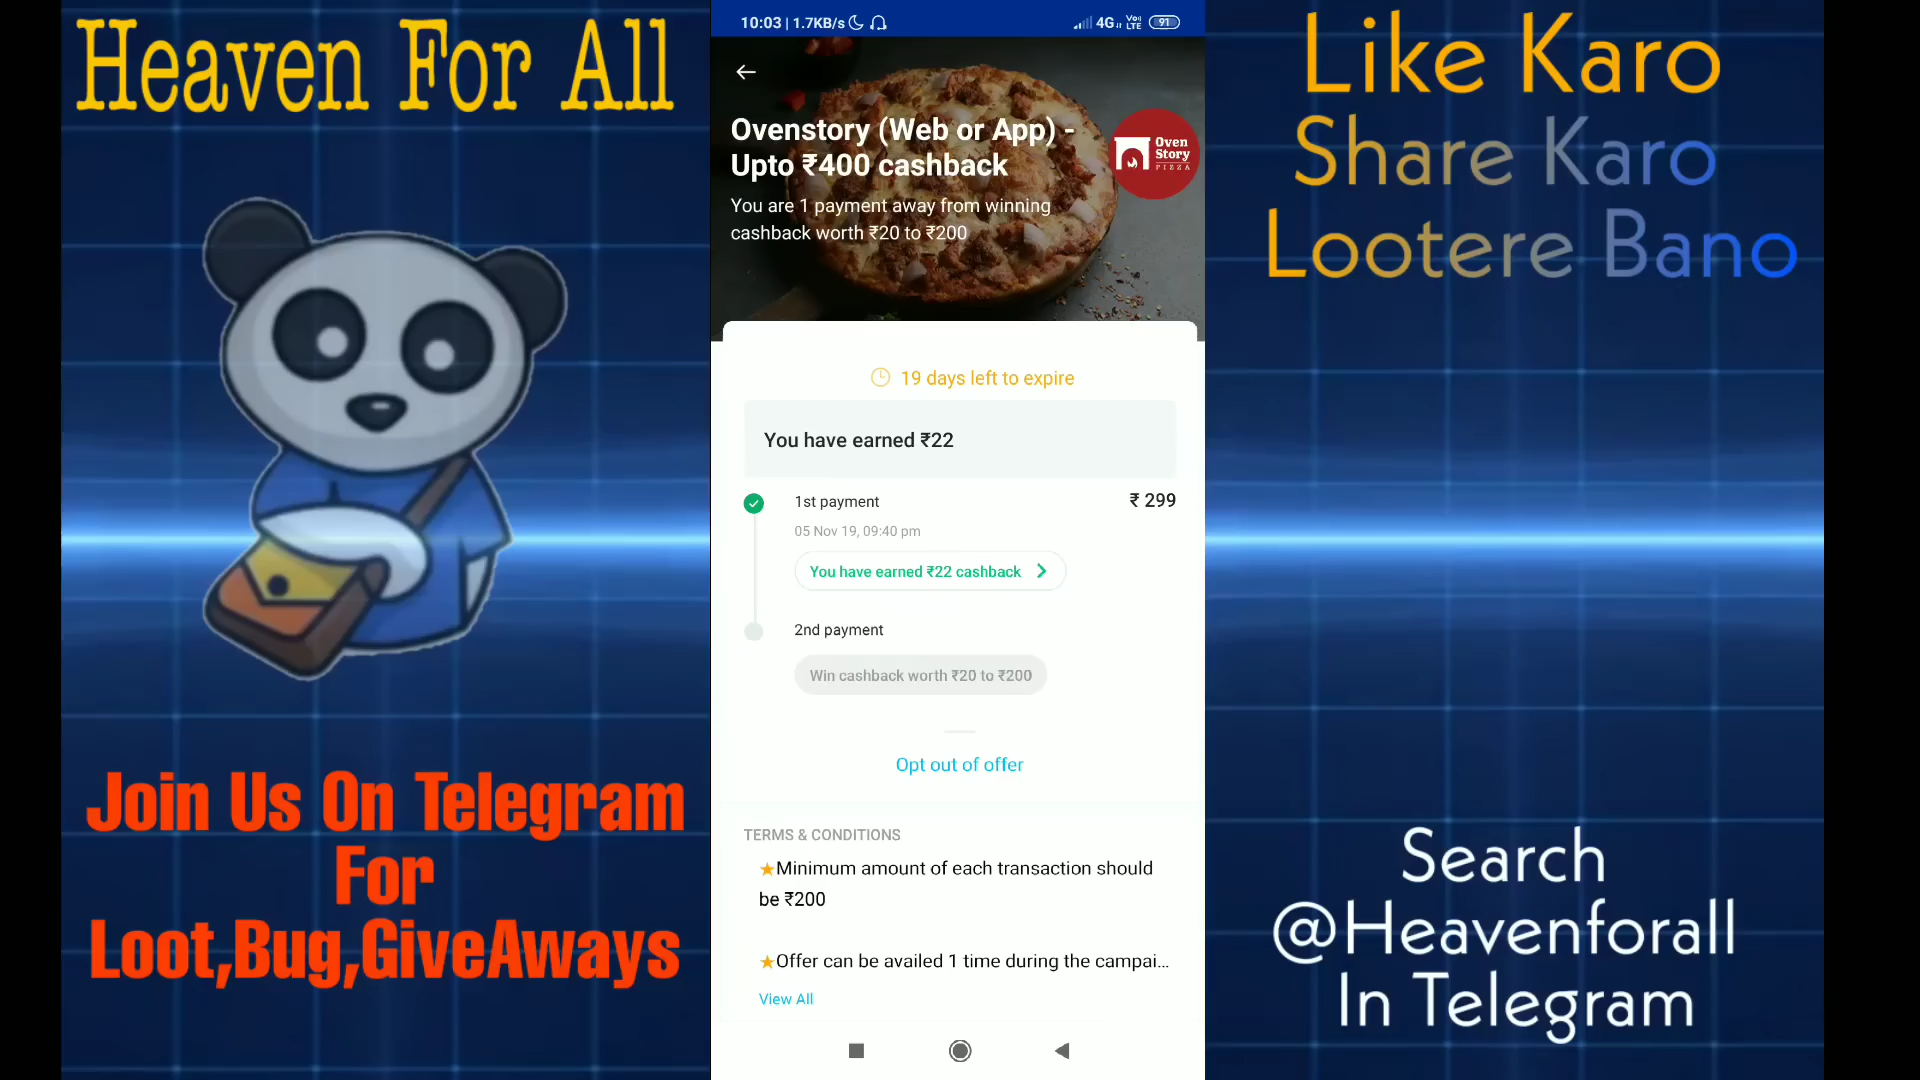 Heaven For All
Join Us On Telegram
For
Loot,Bug,GiveAways
10:03 | 1.7KB/s
4G
Vo
LTE
91
Ovenstory (Web or App) -
Upto ₹400 cashback
Oven
Story
PIZZA
You are 1 payment away from winning
cashback worth ₹20 to ₹200
19 days left to expire
You have earned ₹22
1st payment
₹ 299
05 Nov 19, 09:40 pm
You have earned ₹22 cashback
2nd payment
Win cashback worth ₹20 to ₹200
Opt out of offer
TERMS & CONDITIONS
★Minimum amount of each transaction should
be ₹200
★Offer can be availed 1 time during the campai...
View All
Like Karo
Share Karo
Lootere Bano
Search
@Heavenforall
In Telegram